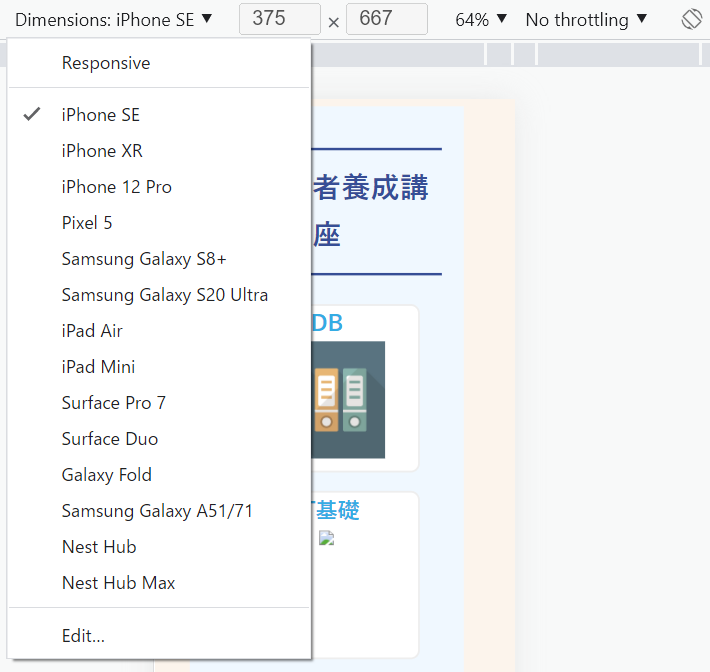 Dimensions: iPhone SE ▼ 375 × 667 64% ▼ No throttling ▼
Responsive
iPhone SE
iPhone XR
iPhone 12 Pro
Pixel 5
Samsung Galaxy S8+
Samsung Galaxy S20 Ultra
iPad Air
iPad Mini
Surface Pro 7
Surface Duo
Galaxy Fold
Samsung Galaxy A51/71
Nest Hub
Nest Hub Max
Edit...
者養成講
座
DB
基礎